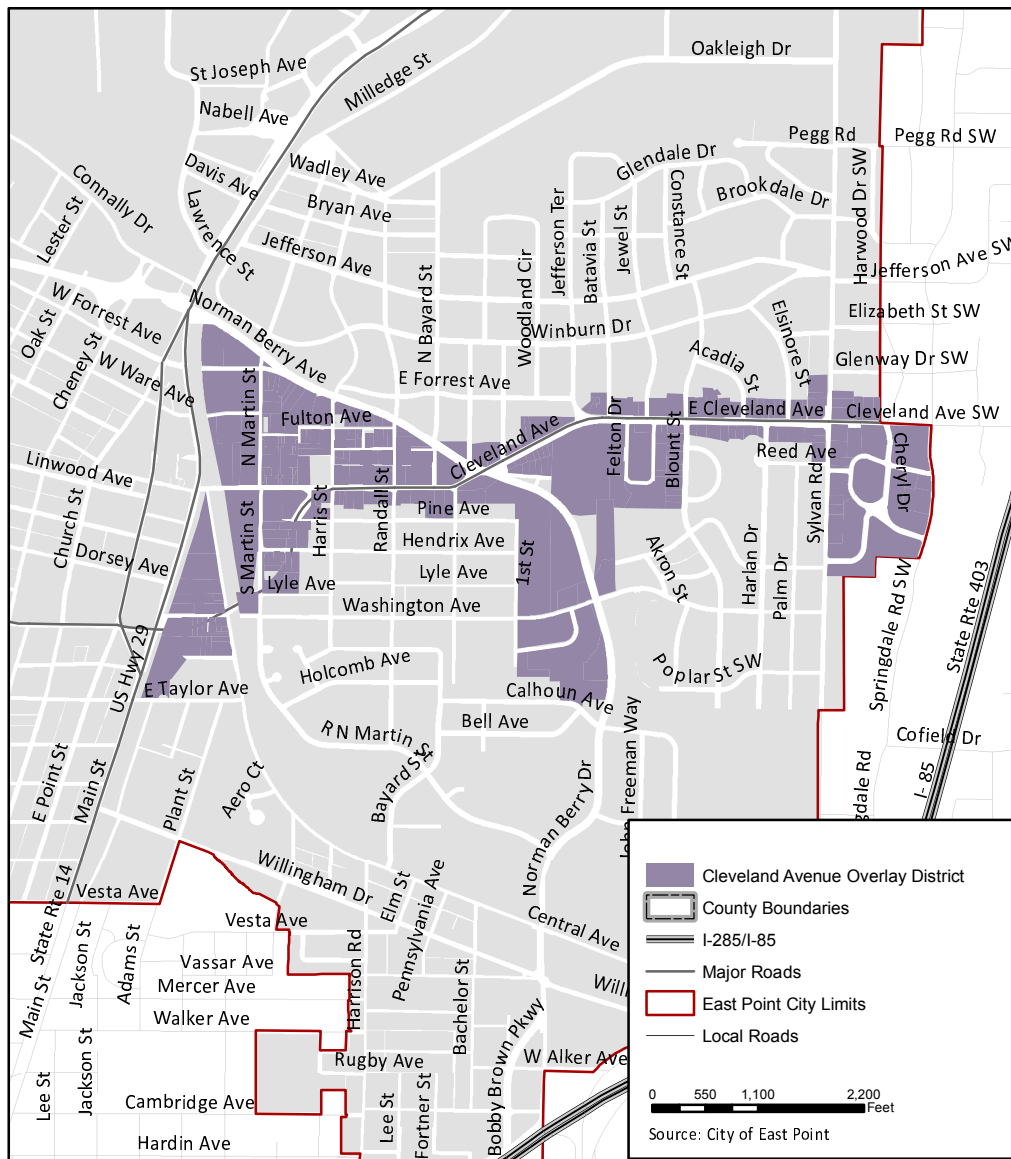 Oakleigh Dr
St Joseph Ave
Milledge St
Nabell Ave
Pegg Rd
Pegg Rd SW
Glendale Dr
Wadley Ave
Davis Ave
Connally Dr
Brookdale Dr
Harwood Dr SW
Constance St
Bryan Ave
Lawrence St
Lester St
Jefferson Ter
Batavia St
Jewel St
Jefferson Ave
Jefferson Ave SW
N Bayard St
Woodland Cir
Norman Berry Ave
W Forrest Ave
Oak St
Elizabeth St SW
Elsinore St
Winburn Dr
Cheney St
W Ware Ave
Acadia St
Glenway Dr SW
E Forrest Ave
N Martin St
Fulton Ave
E Cleveland Ave
Cleveland Ave SW
Cleveland Ave
Felton Dr
Blount St
Reed Ave
Cheryl Dr
Linwood Ave
Randall St
Sylvan Rd
Church St
Harris St
Pine Ave
S Martin St
Hendrix Ave
1st St
Akron St
Harlan Dr
Palm Dr
Dorsey Ave
Lyle Ave
Lyle Ave
Washington Ave
Springdale Rd SW
State Rte 403
US Hwy 29
Holcomb Ave
Poplar St SW
E Taylor Ave
Calhoun Ave
Bell Ave
R N Martin St
Cofield Dr
E Point St
Main St
Aero Ct
Plant St
Bayard St
Norman Berry Dr
John Freeman Way
gdale Rd
I- 85
Willingham Dr
Elm St
Pennsylvania Ave
Vesta Ave
State Rte 14
Vesta Ave
Central Ave
Vassar Ave
Jackson St
Adams St
Harrison Rd
Mercer Ave
Main St
Bachelor St
Willi
Walker Ave
Bobby Brown Pkwy
Rugby Ave
W Alker Ave
Lee St
Jackson St
Cambridge Ave
Lee St
Fortner St
Hardin Ave
Cleveland Avenue Overlay District
County Boundaries
I-285/I-85
Major Roads
East Point City Limits
Local Roads
0 550 1,100 2,200
Feet
Source: City of East Point